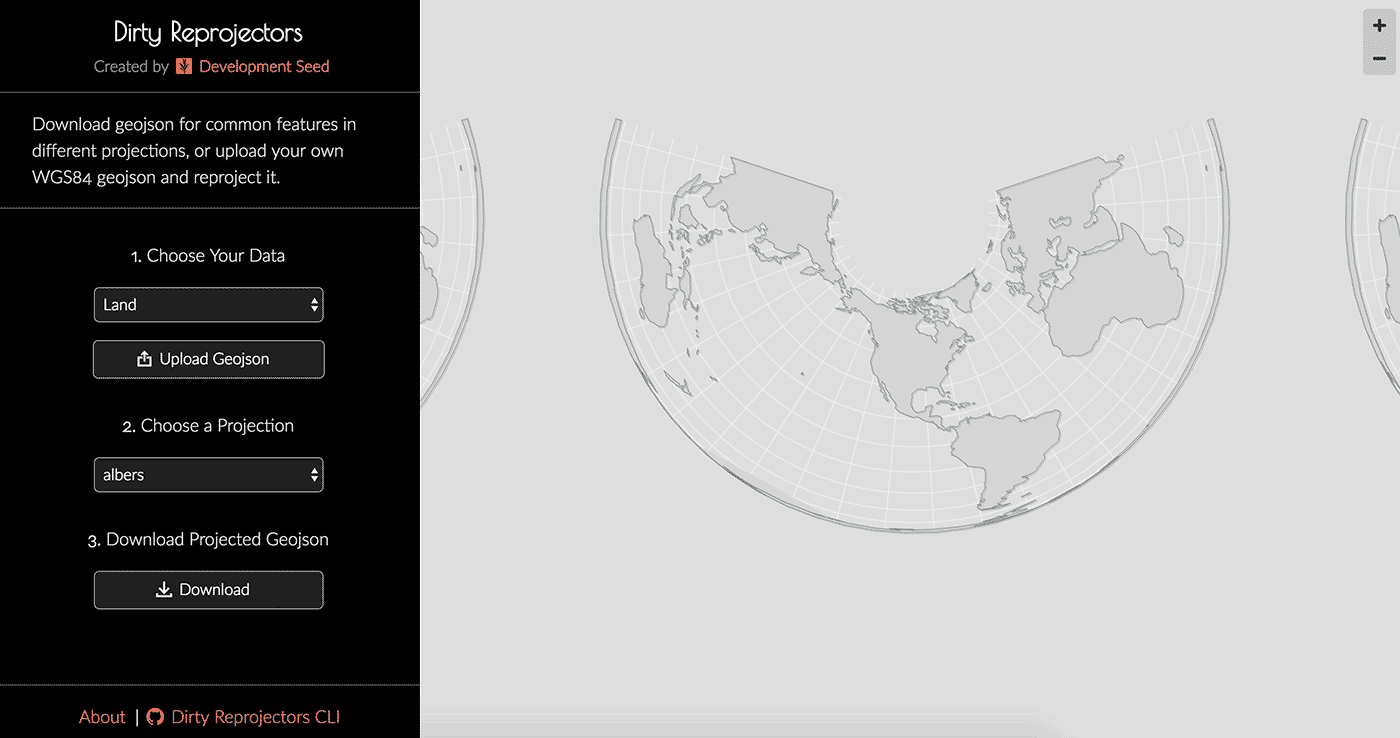 Dirty Reprojectors
Created by Development Seed
Download geojson for common features in
different projections, or upload your own
WGS84 geojson and reproject it.
1. Choose Your Data
Land
Upload Geojson
2. Choose a Projection
albers
3. Download Projected Geojson
Download
About | Dirty Reprojectors CLI